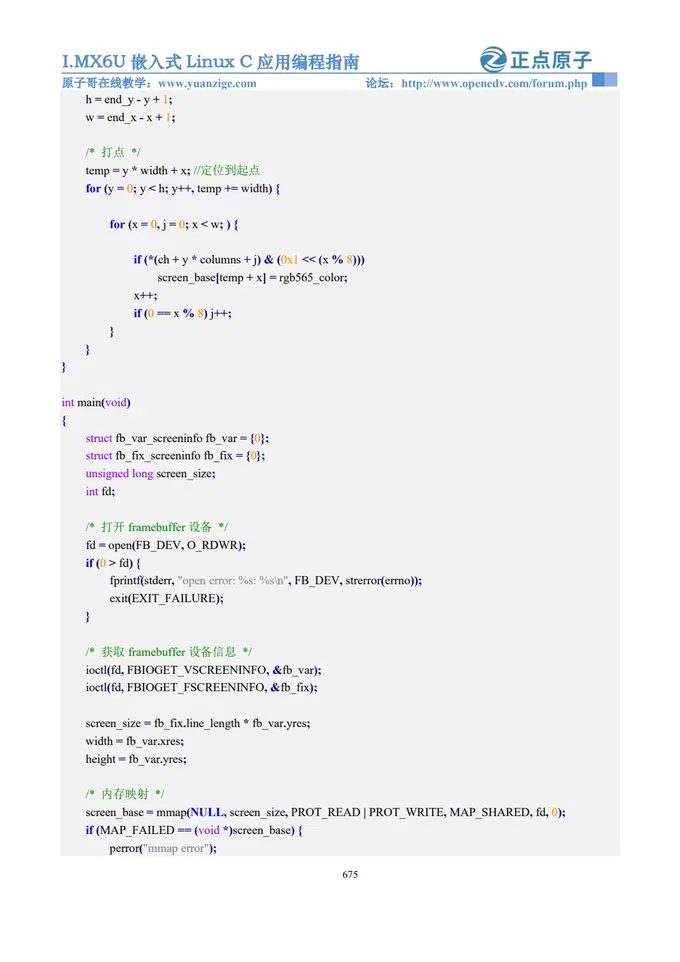 I.MX6U 嵌入式 Linux C 应用编程指南
正点原子
原子哥在线教学：www.yuanzige.com 论坛：http://www.openedv.com/forum.php
h = end_y - y + 1;
w = end_x - x + 1;
/* 打点 */
temp = y * width + x; //定位到起点
for (y = 0; y < h; y++, temp += width) {
for (x = 0, j = 0; x < w; ) {
if (*(ch + y * columns + j) & (0x1 << (x % 8)))
screen_base[temp + x] = rgb565_color;
x++;
if (0 == x % 8) j++;
}
}
}
int main(void)
{
struct fb_var_screeninfo fb_var = {0};
struct fb_fix_screeninfo fb_fix = {0};
unsigned long screen_size;
int fd;
/* 打开 framebuffer 设备 */
fd = open(FB_DEV, O_RDWR);
if (0 > fd) {
fprintf(stderr, "open error: %s: %s\n", FB_DEV, strerror(errno));
exit(EXIT_FAILURE);
}
/* 获取 framebuffer 设备信息 */
ioctl(fd, FBIOGET_VSCREENINFO, &fb_var);
ioctl(fd, FBIOGET_FSCREENINFO, &fb_fix);
screen_size = fb_fix.line_length * fb_var.yres;
width = fb_var.xres;
height = fb_var.yres;
/* 内存映射 */
screen_base = mmap(NULL, screen_size, PROT_READ | PROT_WRITE, MAP_SHARED, fd, 0);
if (MAP_FAILED == (void *)screen_base) {
perror("mmap error");
675